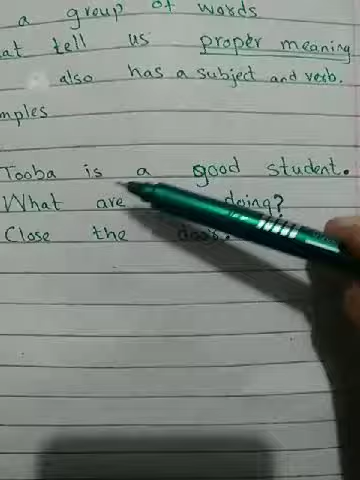 a group of words
at tell us proper meaning
also has a subject and verb.
mples
Tooba is a good student.
What are doing?
Close the door.